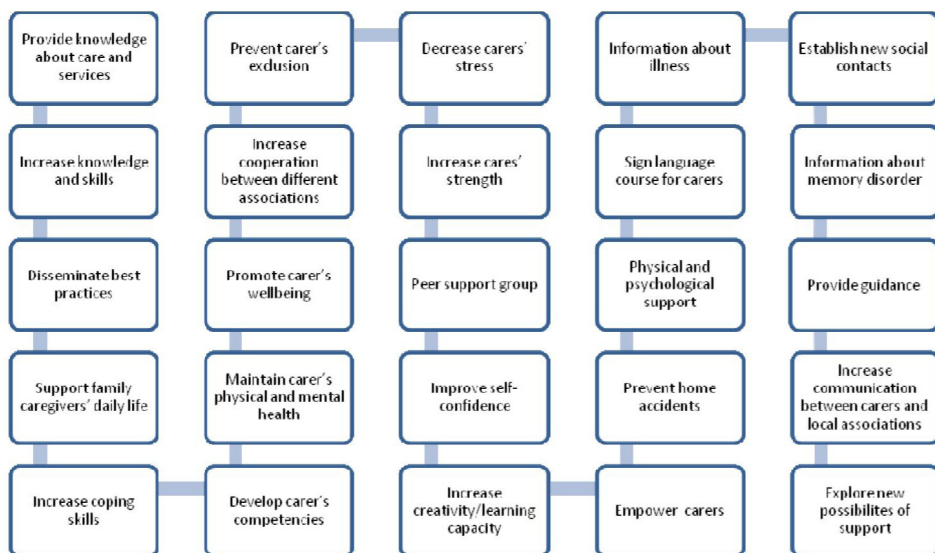 Provide knowledge
about care and
services
Increase knowledge
and skills
Disseminate best
practices
Support family
caregivers' daily life
Increase coping
skills
Develop carer's
competencies
Maintain carer's
physical and mental
health
Promote carer's
wellbeing
Increase
cooperation
between different
associations
Prevent carer's
exclusion
Decrease carers'
stress
Increase cares'
strength
Peer support group
Improve self-
confidence
Increase
creativity/learning
capacity
Empower carers
Prevent home
accidents
Physical and
psychological
support
Sign language
course for carers
Information about
illness
Establish new social
contacts
Information about
memory disorder
Provide guidance
Increase
communication
between carers and
local associations
Explore new
possibilites of
support